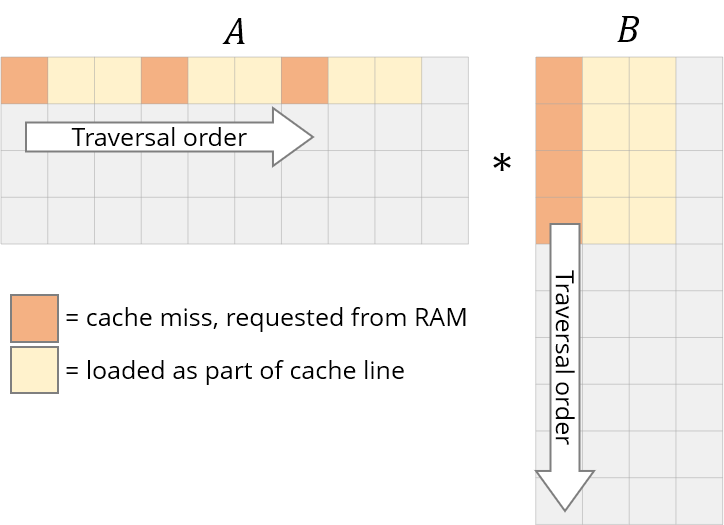 A
B
Traversal order
*
Traversal order
= cache miss, requested from RAM
= loaded as part of cache line